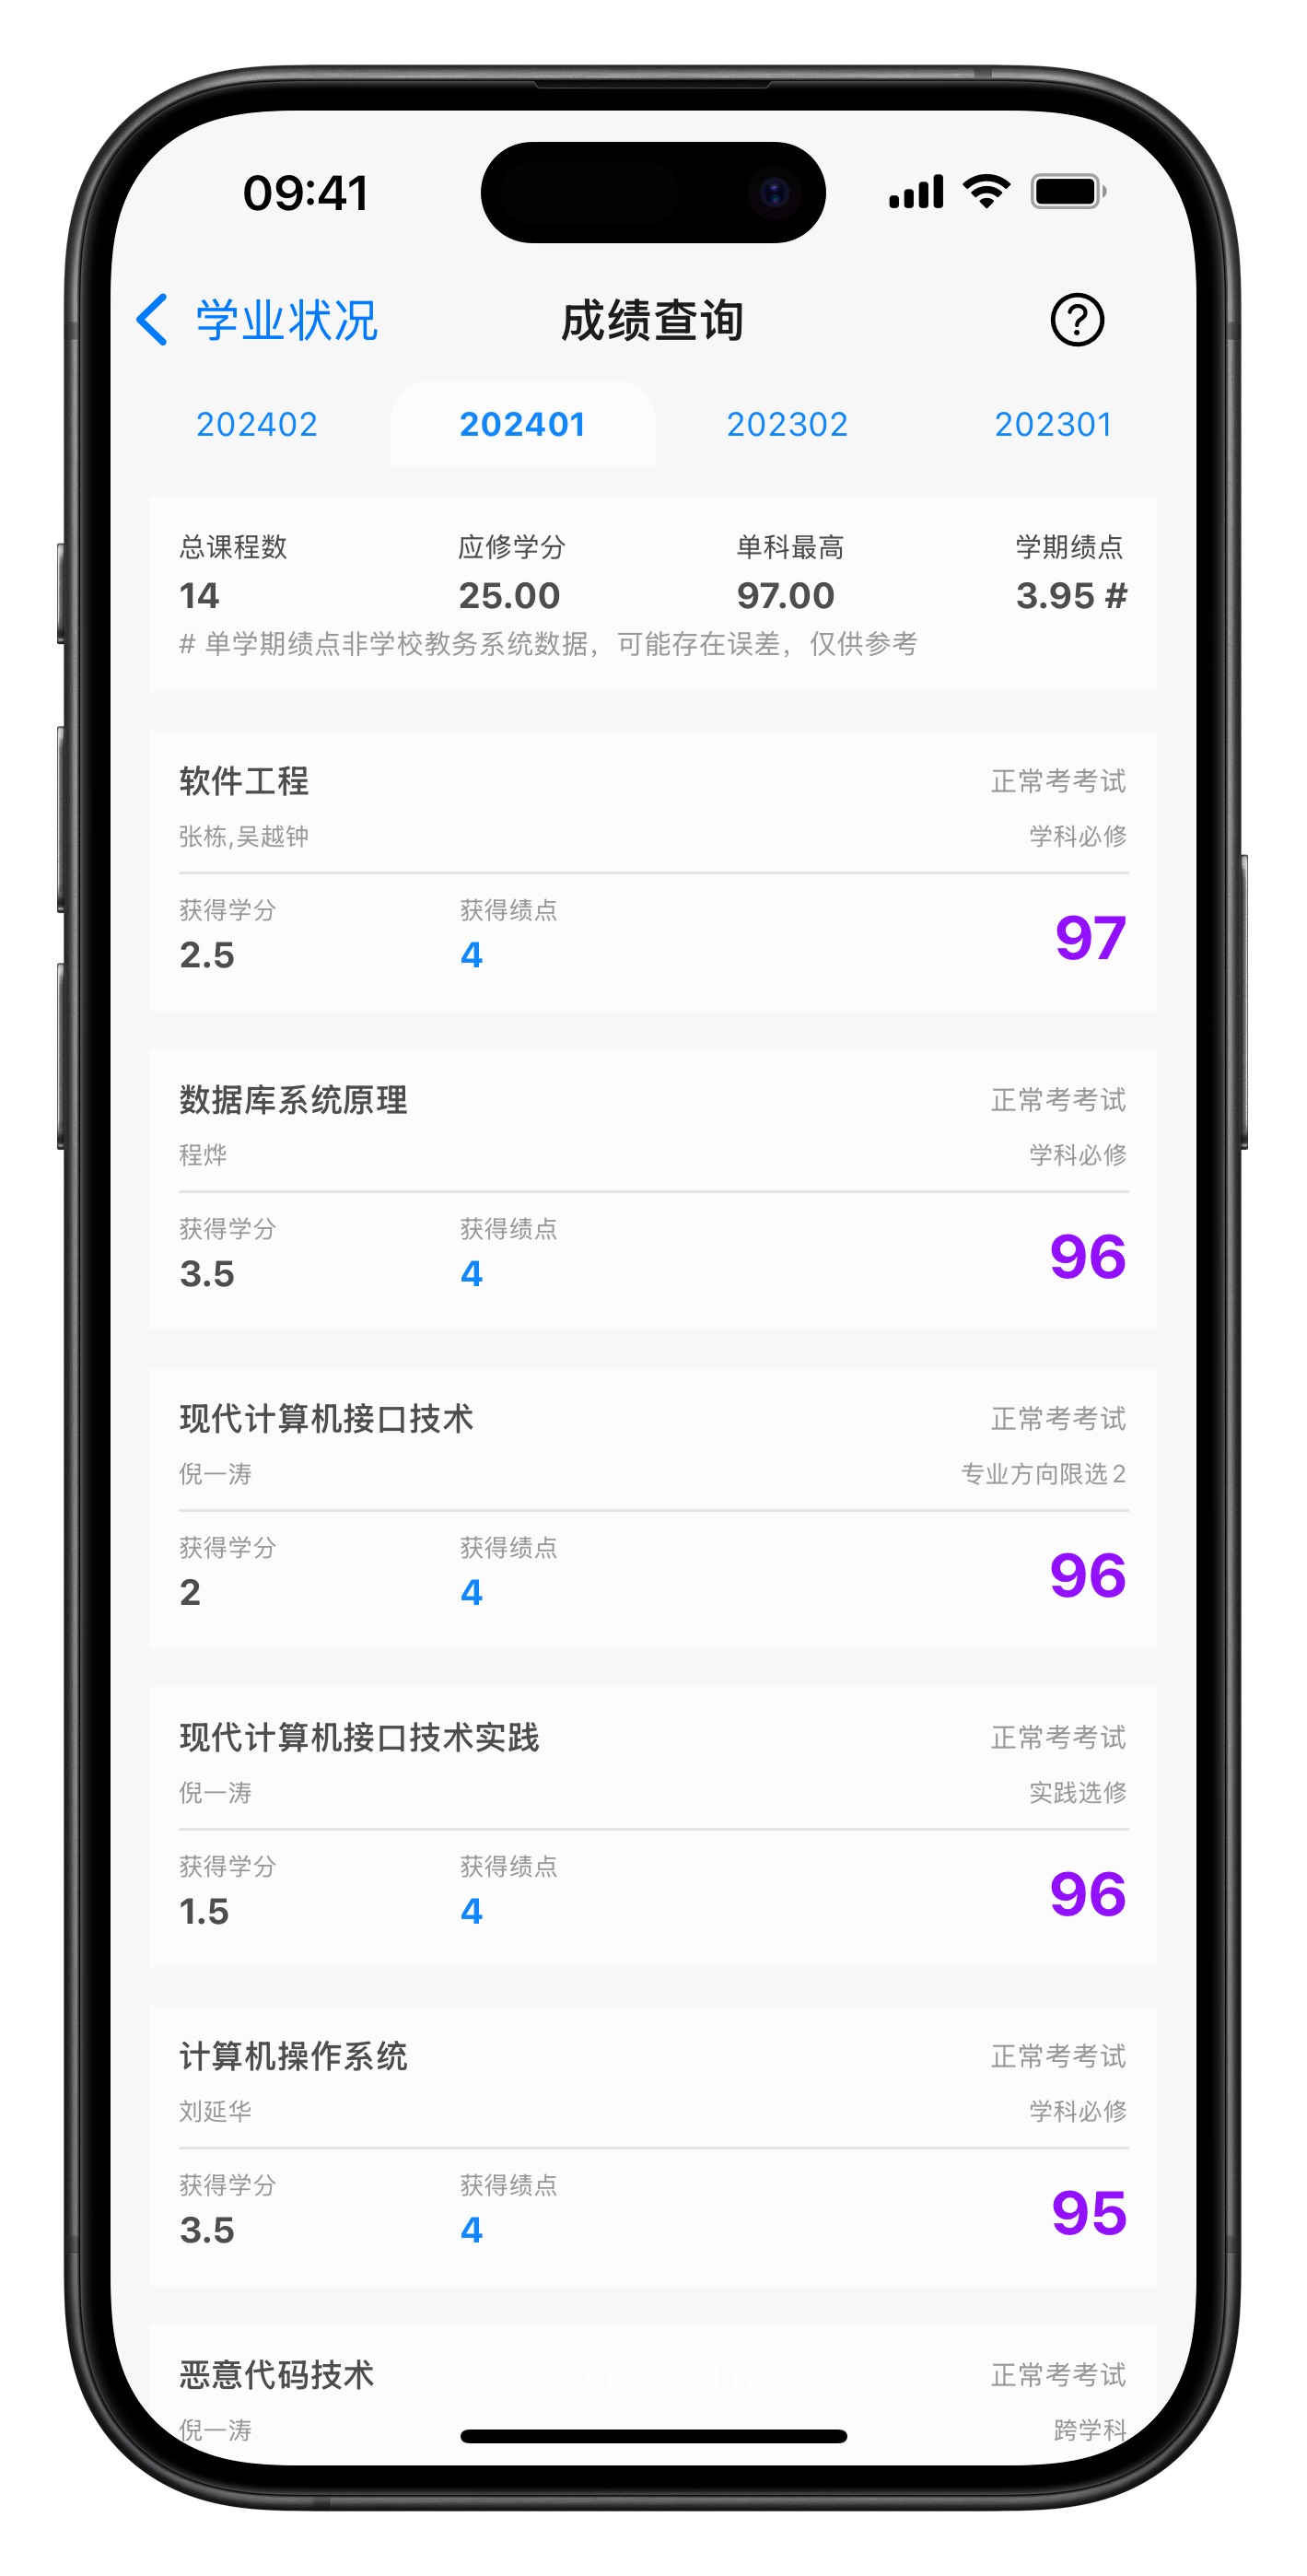 09:41
学业状况 成绩查询
202402 202401 202302 202301
总课程数 应修学分 单科最高 学期绩点
14 25.00 97.00 3.95 #
# 单学期绩点非学校教务系统数据，可能存在误差，仅供参考
软件工程 正常考考试
张栋,吴越钟 学科必修
获得学分 获得绩点
2.5 4 97
数据库系统原理 正常考考试
程烨 学科必修
获得学分 获得绩点
3.5 4 96
现代计算机接口技术 正常考考试
倪一涛 专业方向限选2
获得学分 获得绩点
2 4 96
现代计算机接口技术实践 正常考考试
倪一涛 实践选修
获得学分 获得绩点
1.5 4 96
计算机操作系统 正常考考试
刘延华 学科必修
获得学分 获得绩点
3.5 4 95
恶意代码技术 west2-online 正常考考试
倪一涛 跨学科